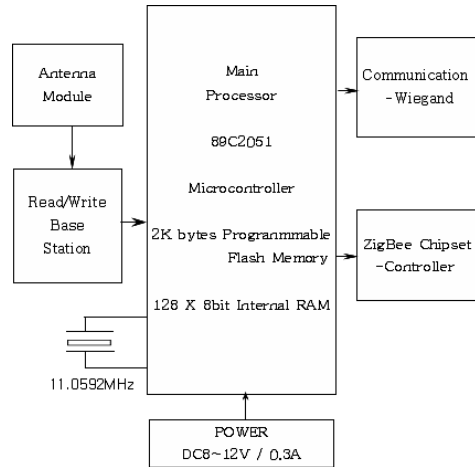 Antenna
Module
Read/Write
Base
Station
11.0592MHz
Main
Processor
89C2051
Microcontroller
2K bytes Progranmmable
Flash Memory
128 X 8bit Internal RAM
POWER
DC8~12V / 0.3A
Communication
-Wiegand
ZigBee Chipset
-Controller